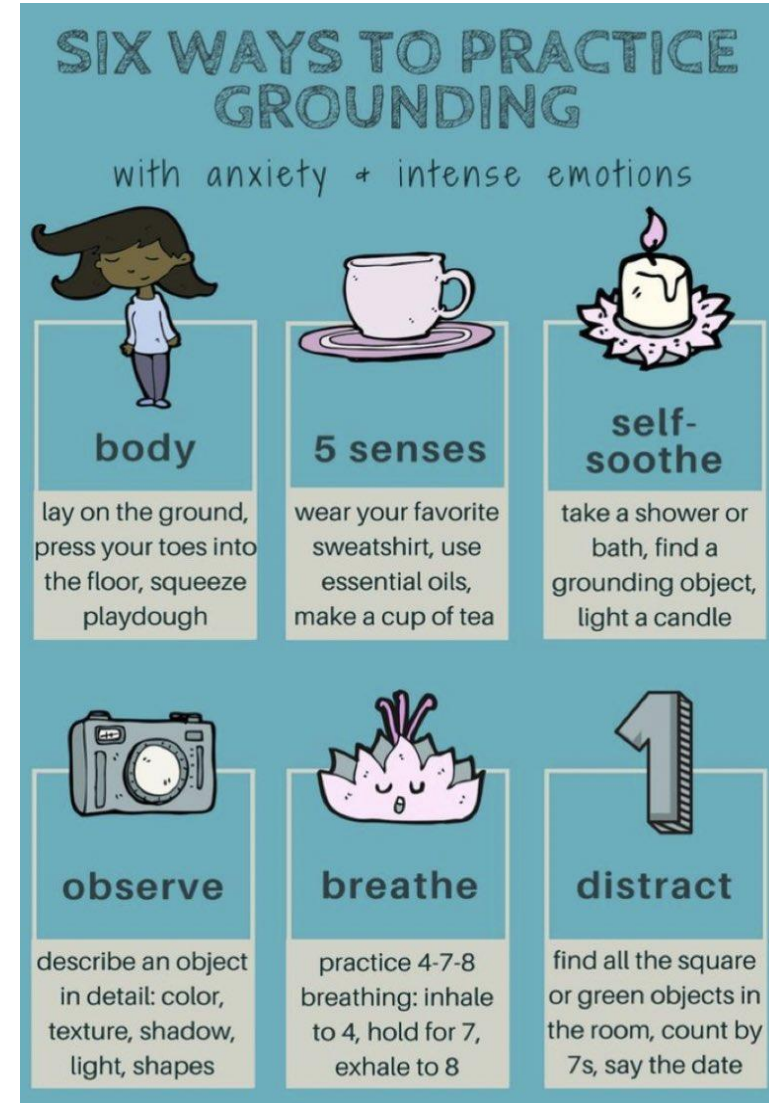 SIX WAYS TO PRACTICE
GROUNDING
with anxiety + intense emotions
body
lay on the ground,
press your toes into
the floor, squeeze
playdough
5 senses
wear your favorite
sweatshirt, use
essential oils,
make a cup of tea
self-
soothe
take a shower or
bath, find a
grounding object,
light a candle
observe
describe an object
in detail: color,
texture, shadow,
light, shapes
breathe
practice 4-7-8
breathing: inhale
to 4, hold for 7,
exhale to 8
1
distract
find all the square
or green objects in
the room, count by
7s, say the date